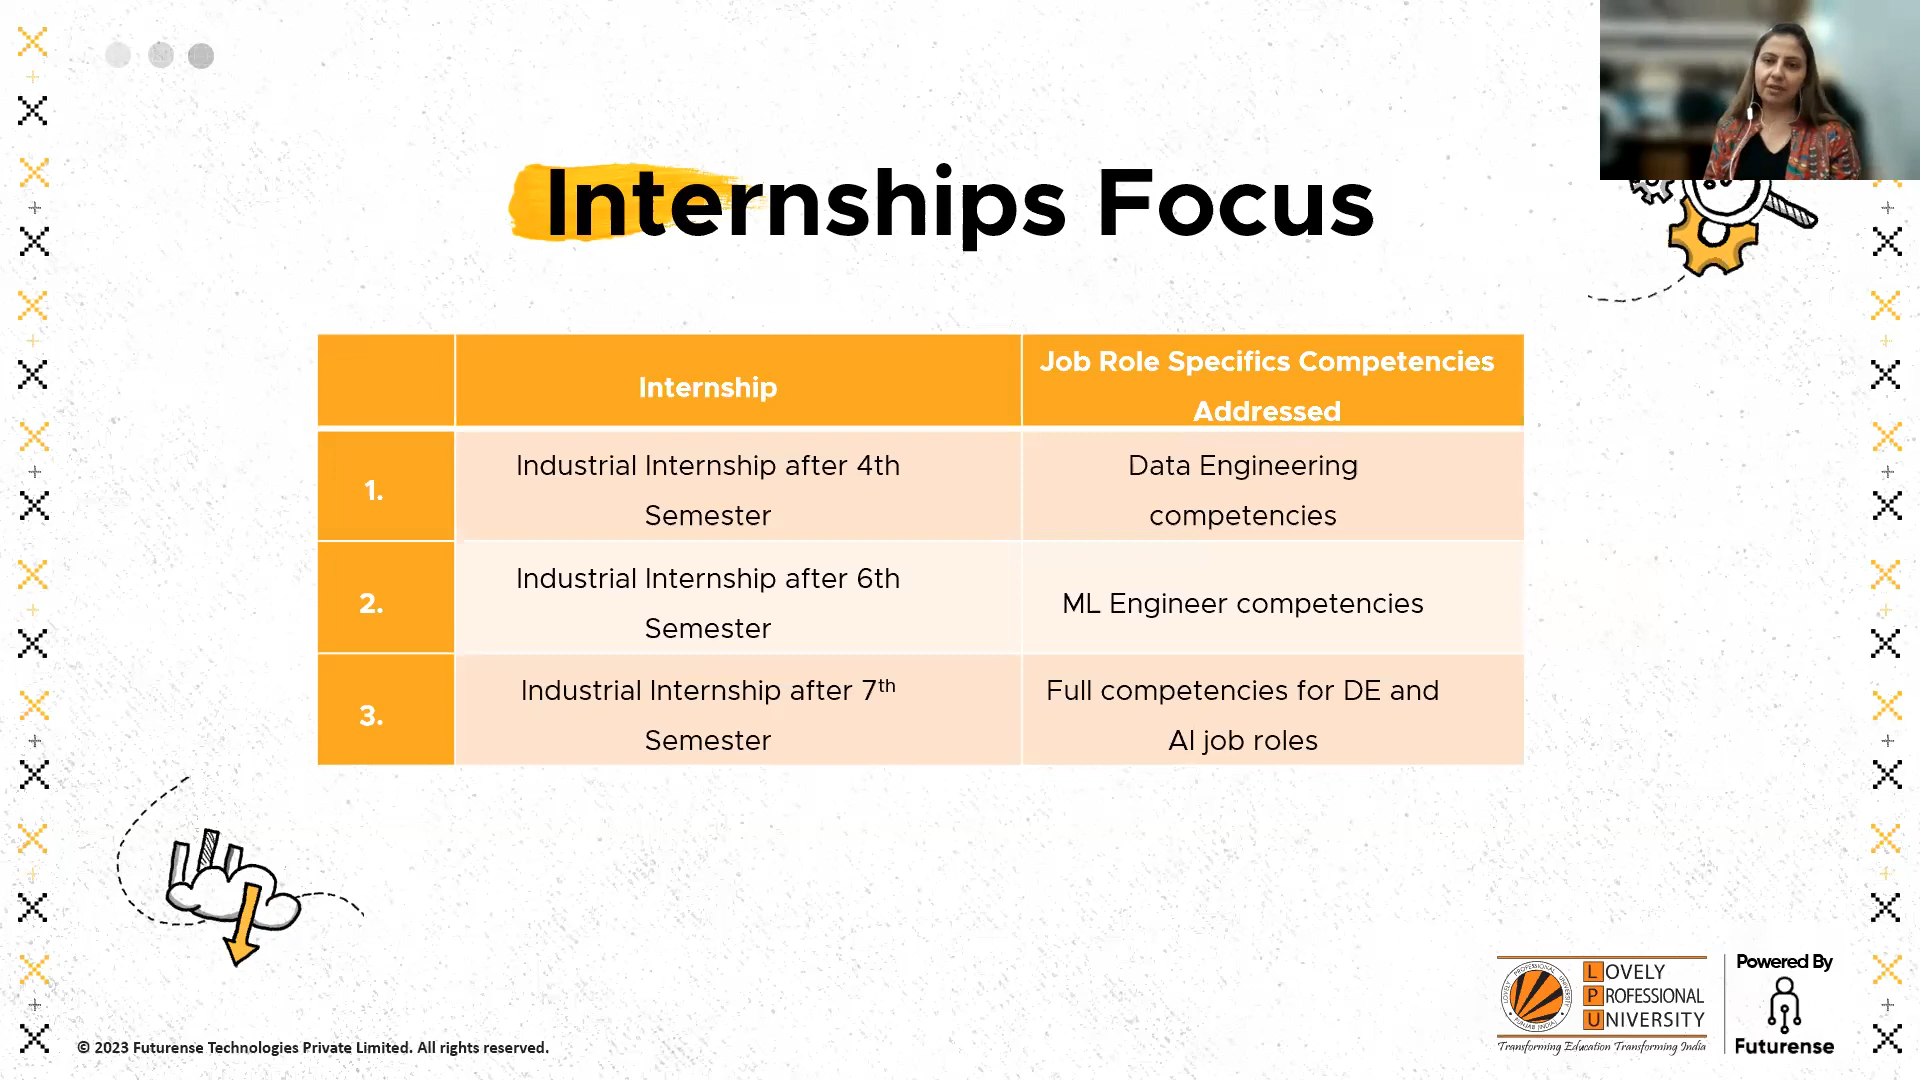 Internships Focus
Internship
Job Role Specifics Competencies
Addressed
1.
Industrial Internship after 4th
Semester
Data Engineering
competencies
2.
Industrial Internship after 6th
Semester
ML Engineer competencies
3.
Industrial Internship after 7th
Semester
Full competencies for DE and
AI job roles
LOVELY
PROFESSIONAL
UNIVERSITY
Transforming Education Transforming India
Powered By
Futurense
© 2023 Futurense Technologies Private Limited. All rights reserved.